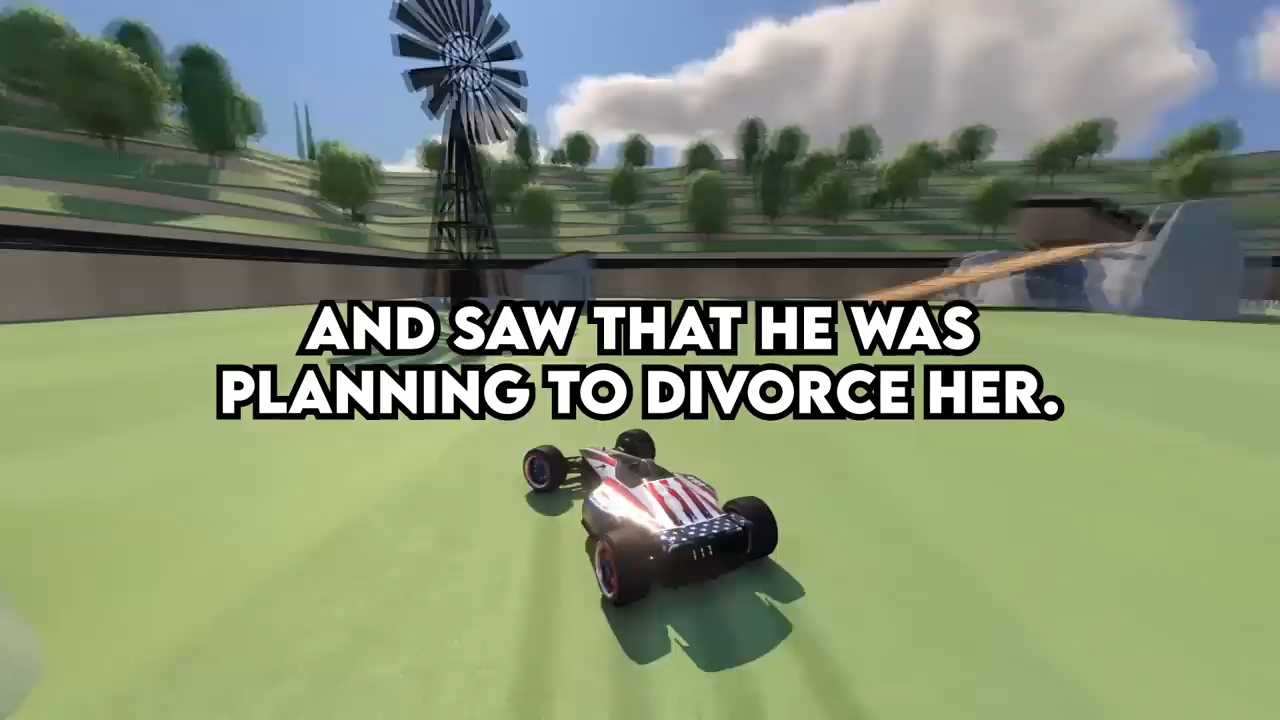 AND SAW THAT HE WAS
PLANNING TO DIVORCE HER.